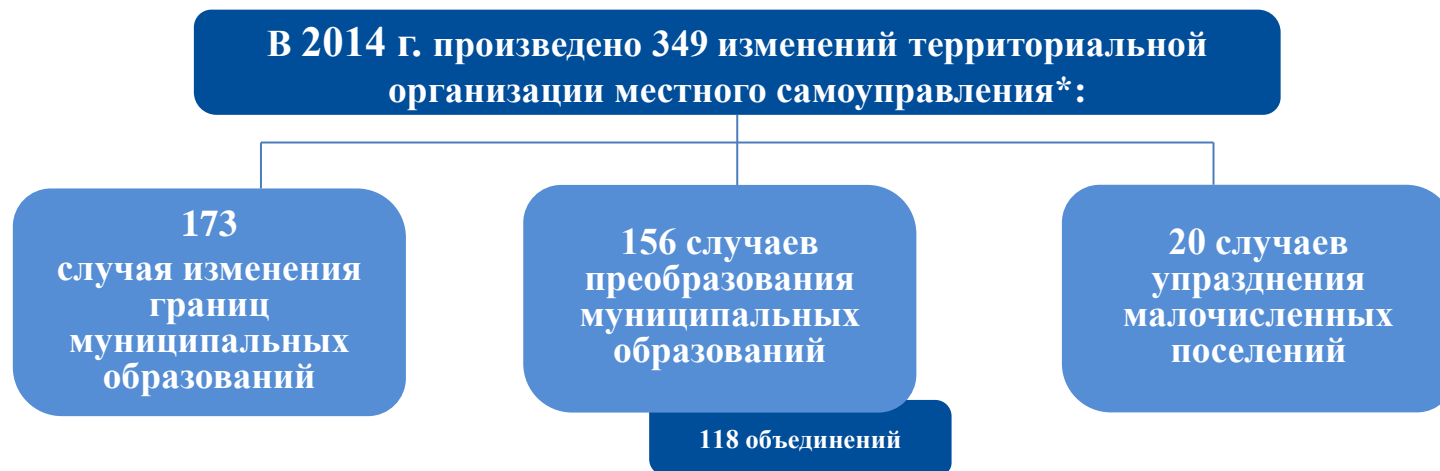 В 2014 г. произведено 349 изменений территориальной
организации местного самоуправления*:
173
случая изменения
границ
муниципальных
образований
156 случаев
преобразования
муниципальных
образований
118 объединений
20 случаев
упразднения
малочисленных
поселений